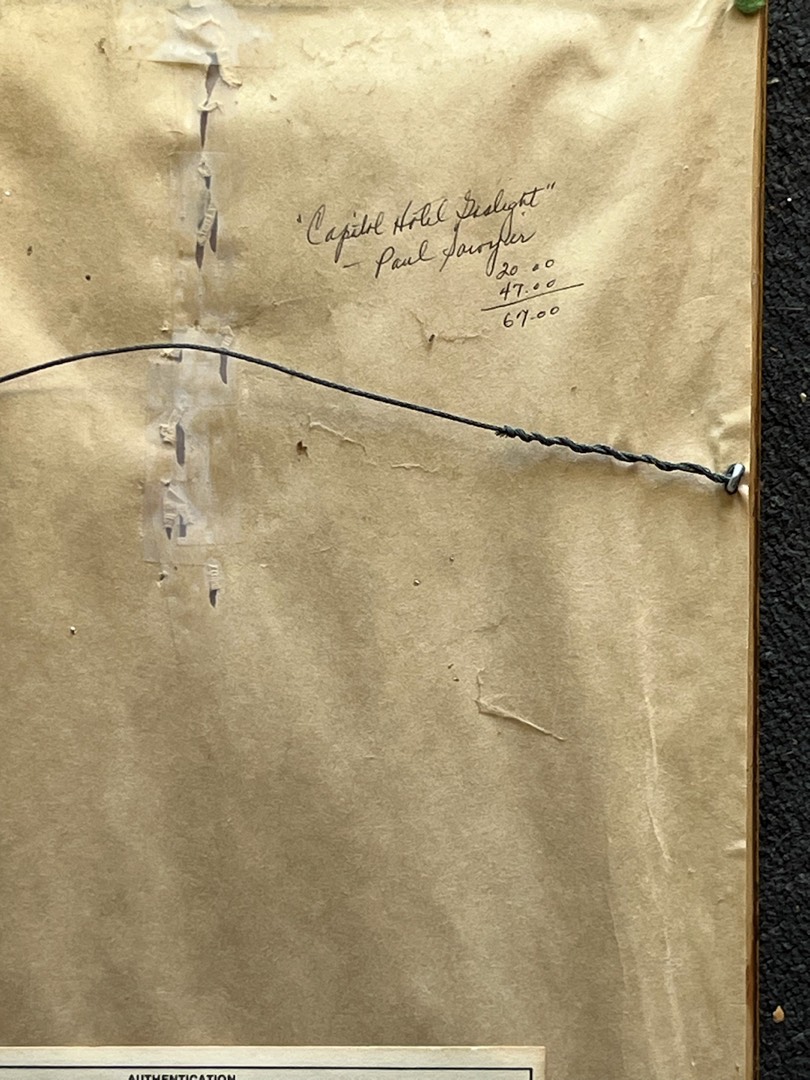 "Capitol Hotel Gaslight"
– Paul Sawyier
20.00
47.00
67.00
AUTHENTICATION